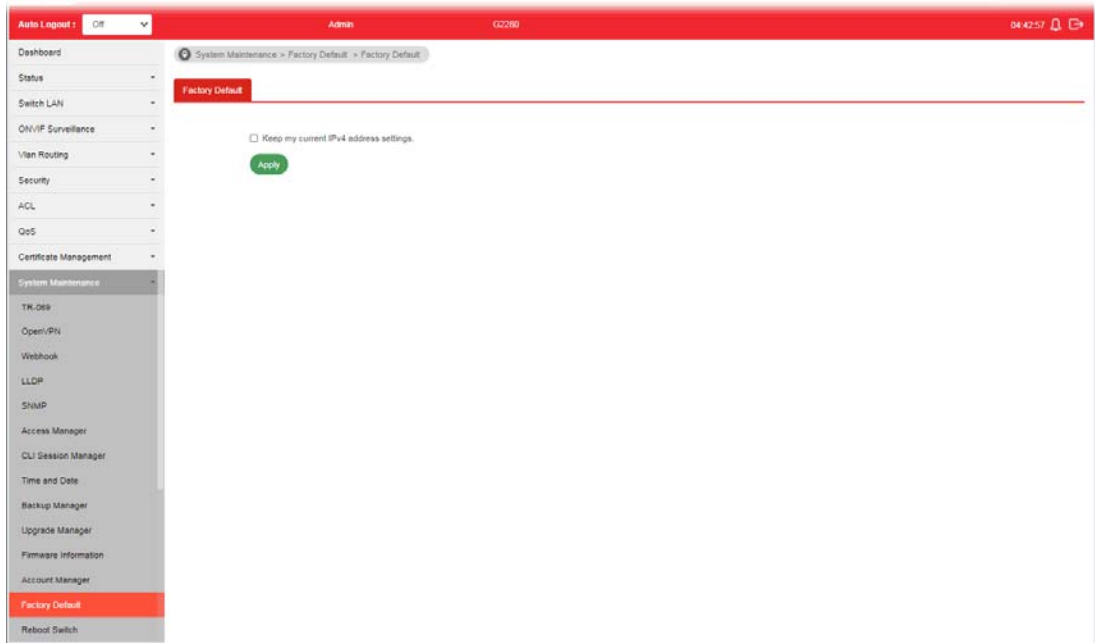 Auto Logout : Off Admin G2280 04:42:57
Dashboard
Status
Switch LAN
ONVIF Surveillance
Vlan Routing
Security
ACL
QoS
Certificate Management
System Maintenance
TR-069
OpenVPN
Webhook
LLDP
SNMP
Access Manager
CLI Session Manager
Time and Date
Backup Manager
Upgrade Manager
Firmware Information
Account Manager
Factory Default
Reboot Switch
System Maintenance > Factory Default > Factory Default
Factory Default
Keep my current IPv4 address settings.
Apply